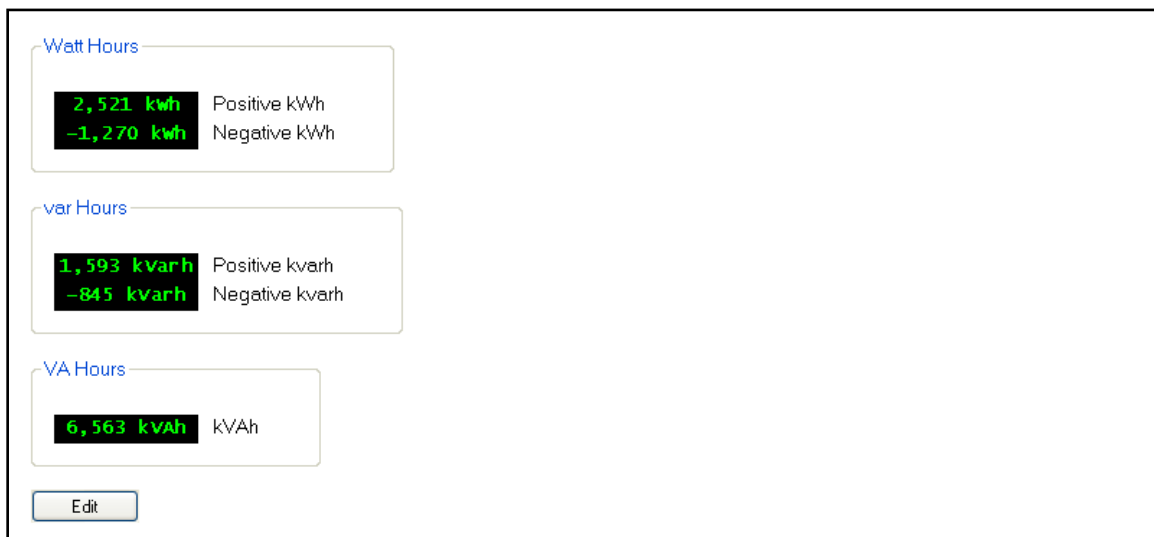 Watt Hours
2,521 kwh Positive kWh
-1,270 kwh Negative kWh
var Hours
1,593 kvarh Positive kvarh
-845 kvarh Negative kvarh
VA Hours
6,563 kVAh kVAh
Edit